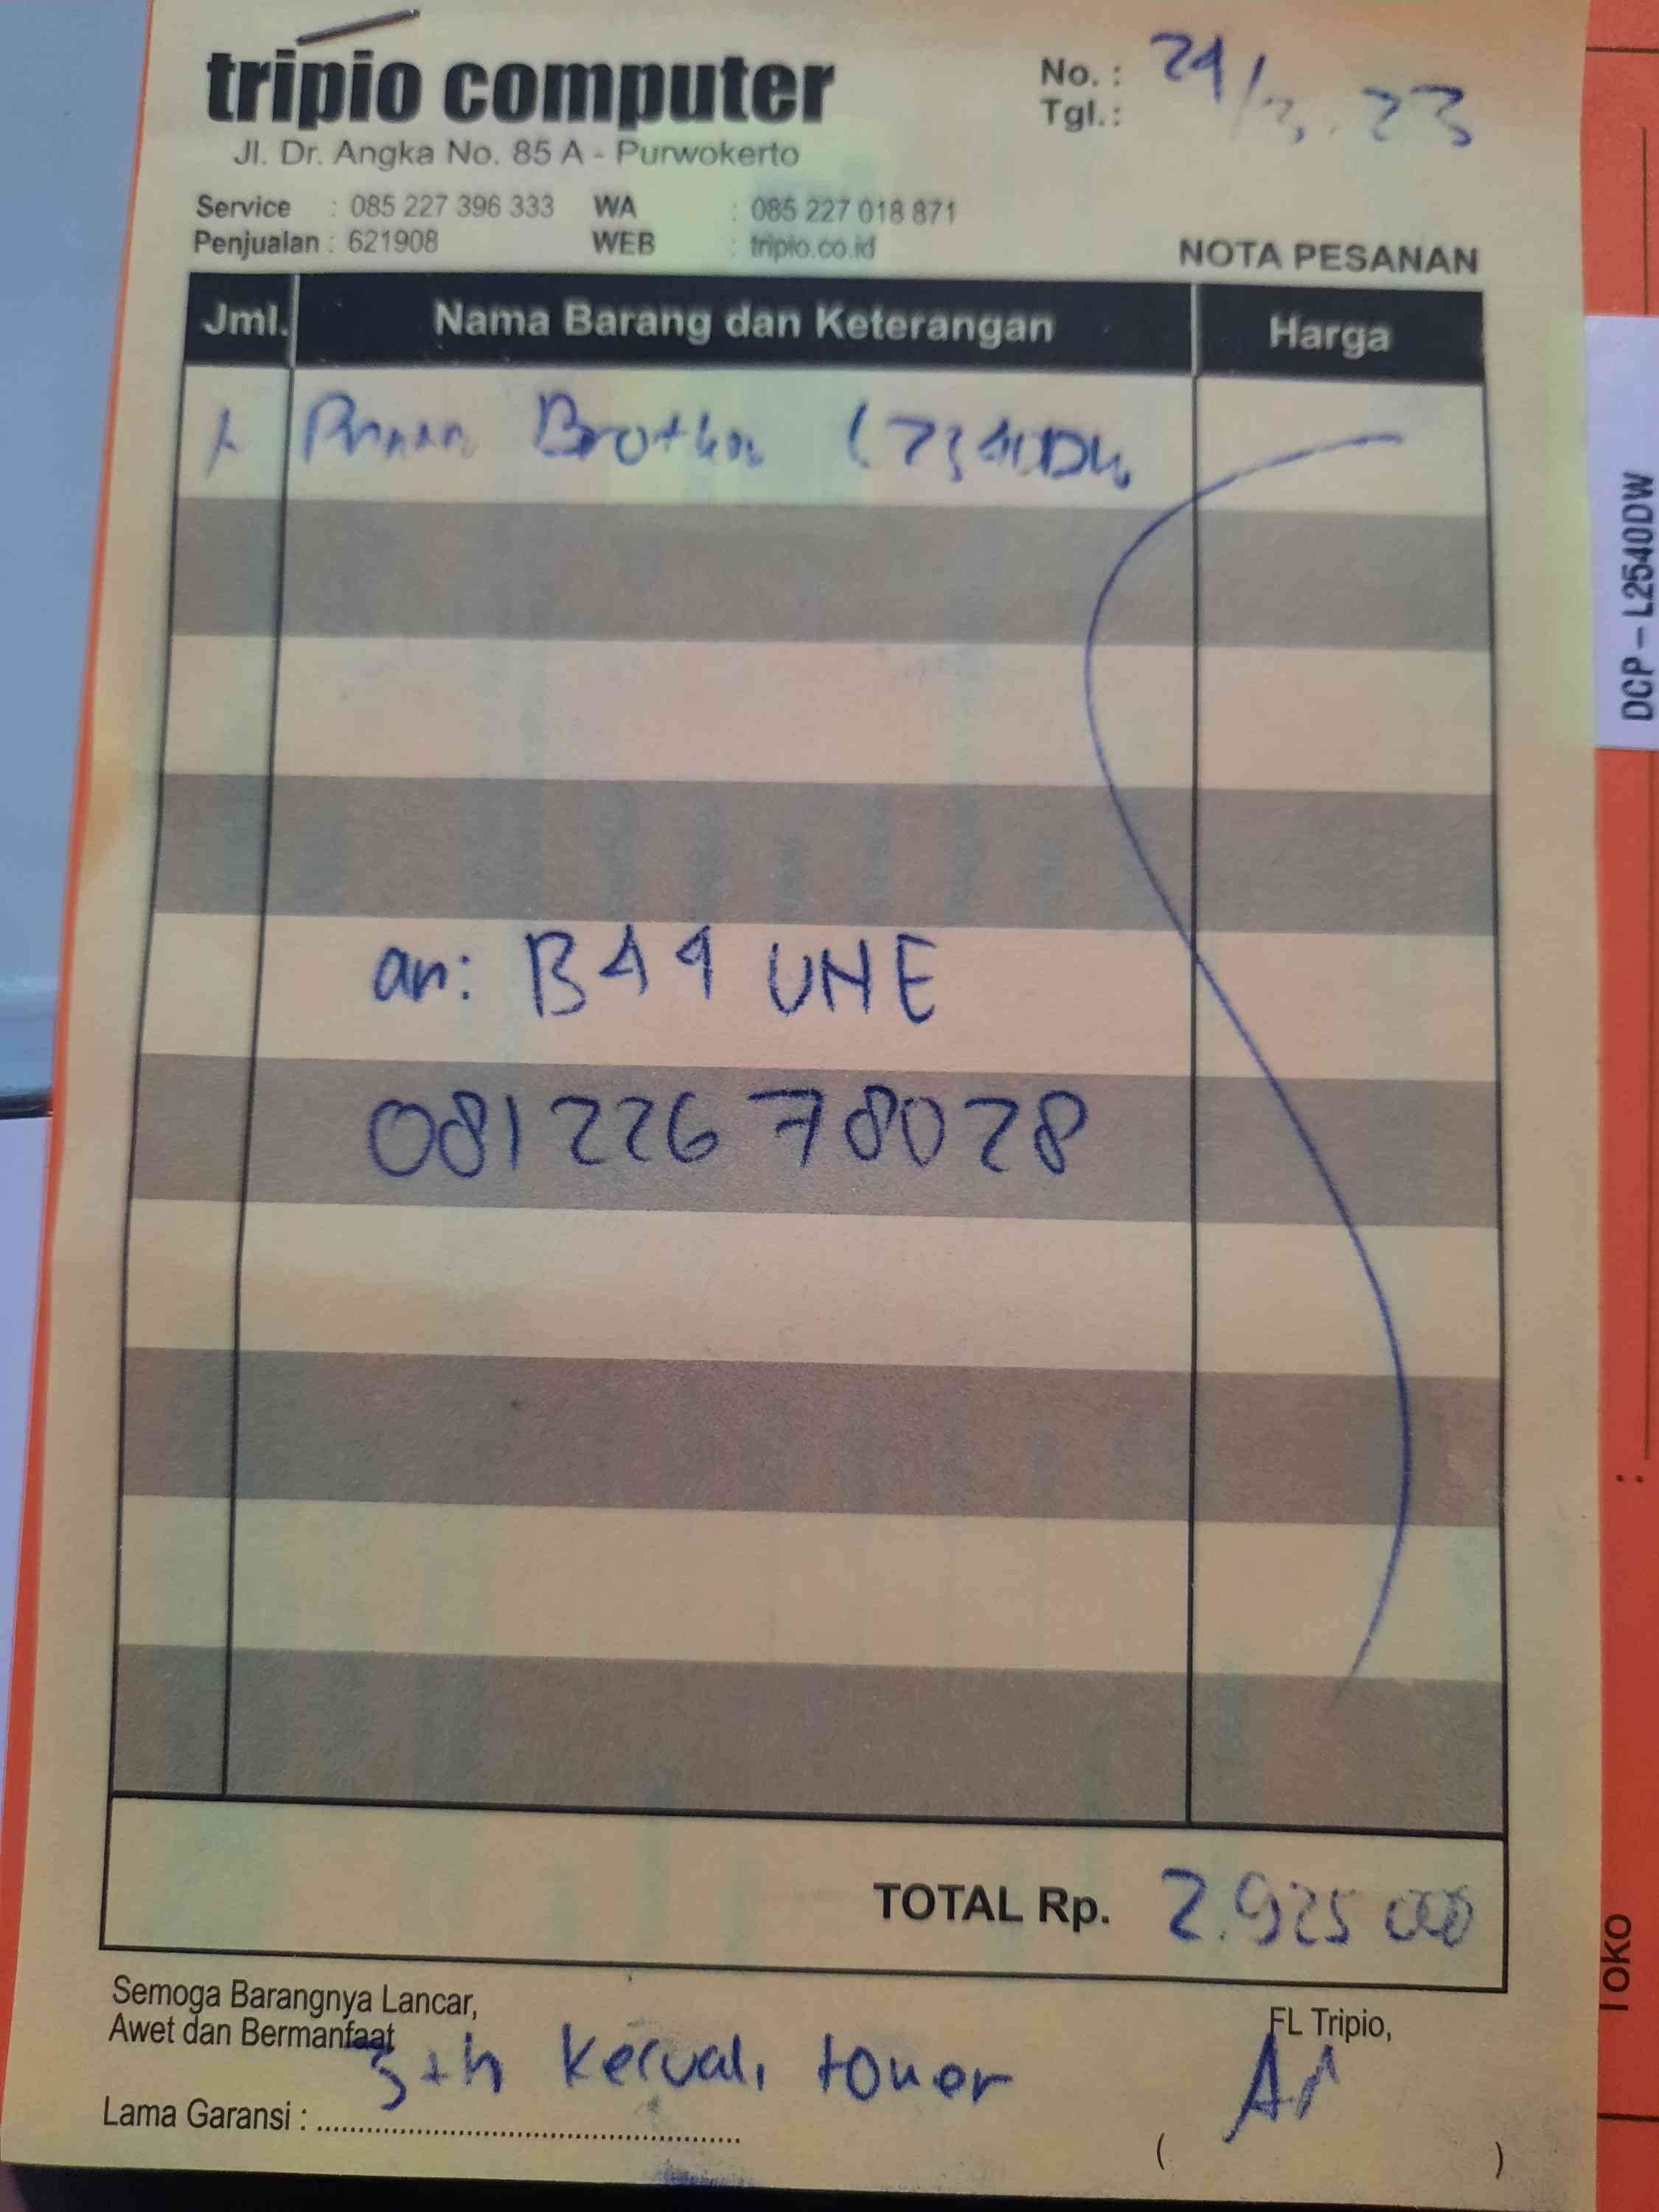 tripio computer
Jl. Dr. Angka No. 85 A - Purwokerto
Service : 085 227 396 333 WA : 085 227 018 871
Penjualan : 621908 WEB : tripio.co.id
No. :
Tgl. : 24/3.23
NOTA PESANAN
Jml. Nama Barang dan Keterangan Harga
1 Brother
an: B44 UHE
081226 78028
TOTAL Rp. 2.925 000
Semoga Barangnya Lancar,
Awet dan Bermanfaat
3 th kecuali toner
Lama Garansi :
FL Tripio,
( )
DCP - L2540DW
:
Toko